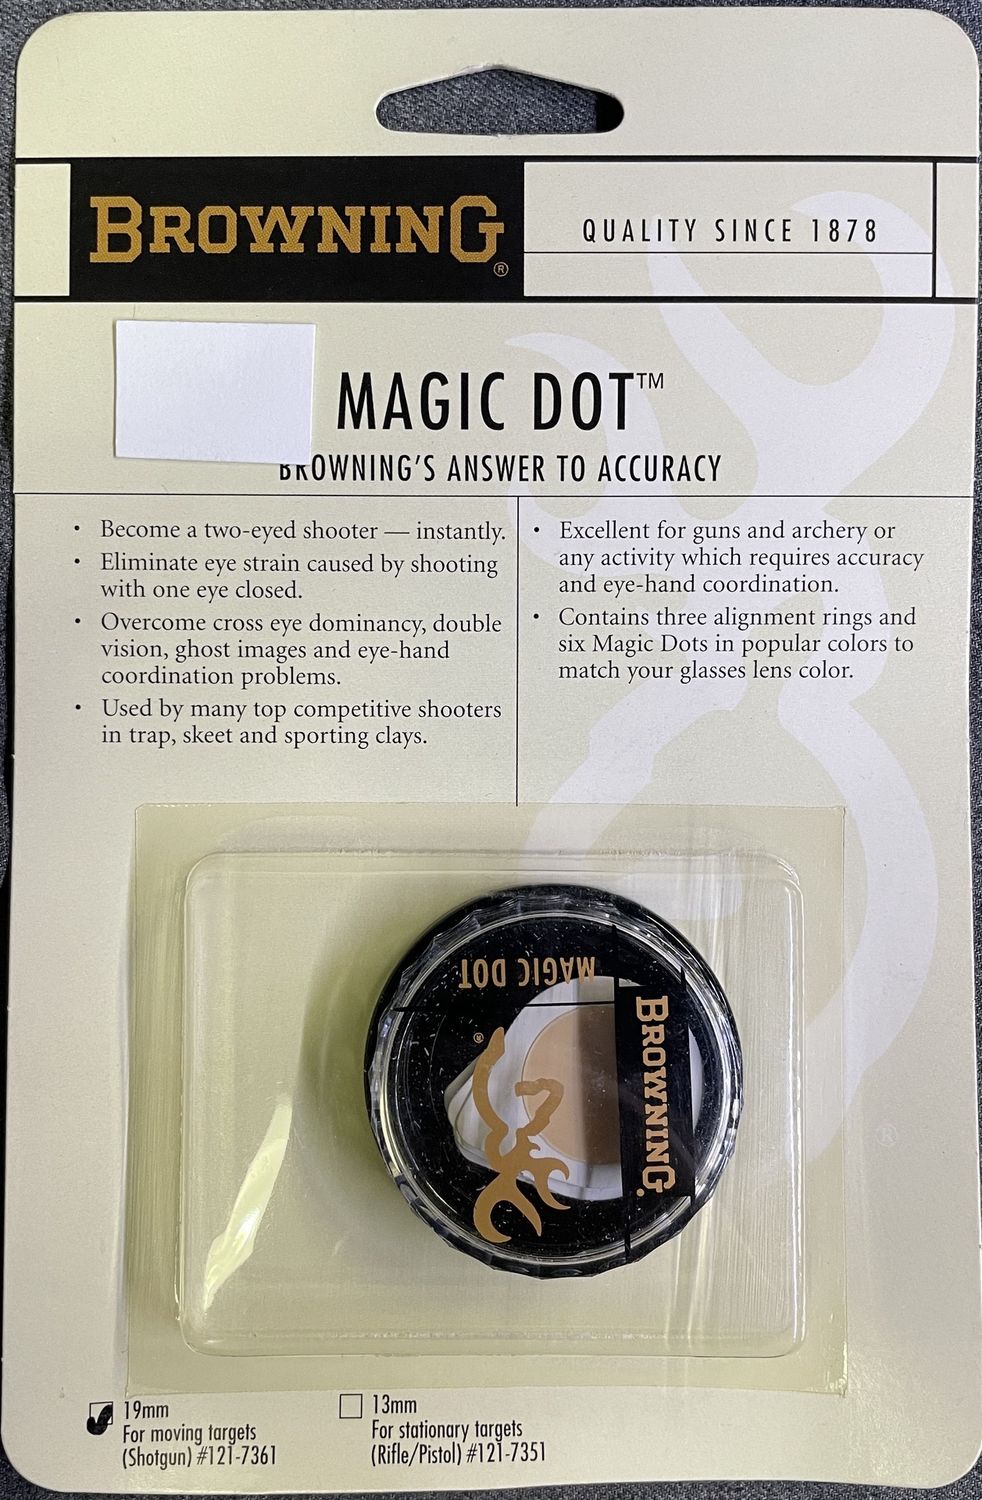 BROWNING®
QUALITY SINCE 1878
MAGIC DOT™
BROWNING'S ANSWER TO ACCURACY
• Become a two-eyed shooter — instantly.
• Eliminate eye strain caused by shooting
with one eye closed.
• Overcome cross eye dominancy, double
vision, ghost images and eye-hand
coordination problems.
• Used by many top competitive shooters
in trap, skeet and sporting clays.
• Excellent for guns and archery or
any activity which requires accuracy
and eye-hand coordination.
• Contains three alignment rings and
six Magic Dots in popular colors to
match your glasses lens color.
MAGIC DOT
BROWNING.
®
®
19mm
For moving targets
(Shotgun) #121-7361
13mm
For stationary targets
(Rifle/Pistol) #121-7351